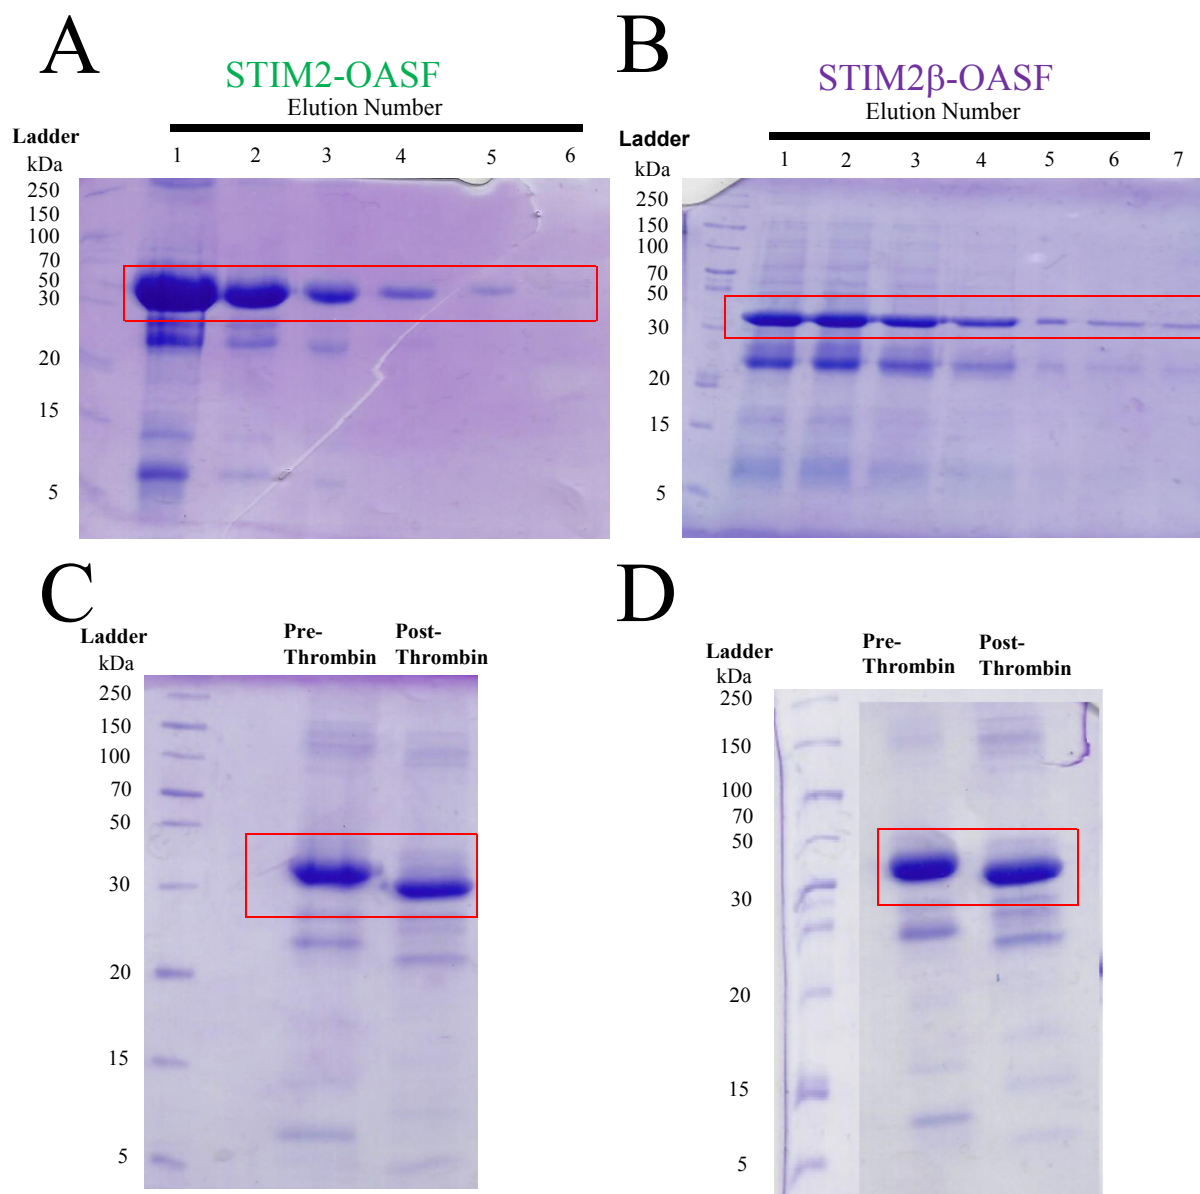 A
STIM2-OASF
Elution Number
Ladder
kDa
1 2 3 4 5 6
250
150
100
70
50
30
20
15
5
B
STIM2β-OASF
Elution Number
Ladder
kDa
1 2 3 4 5 6 7
250
150
100
70
50
30
20
15
5
C
Ladder
kDa
Pre-
Thrombin
Post-
Thrombin
250
150
100
70
50
30
20
15
5
D
Ladder
kDa
Pre-
Thrombin
Post-
Thrombin
250
150
100
70
50
30
20
15
5